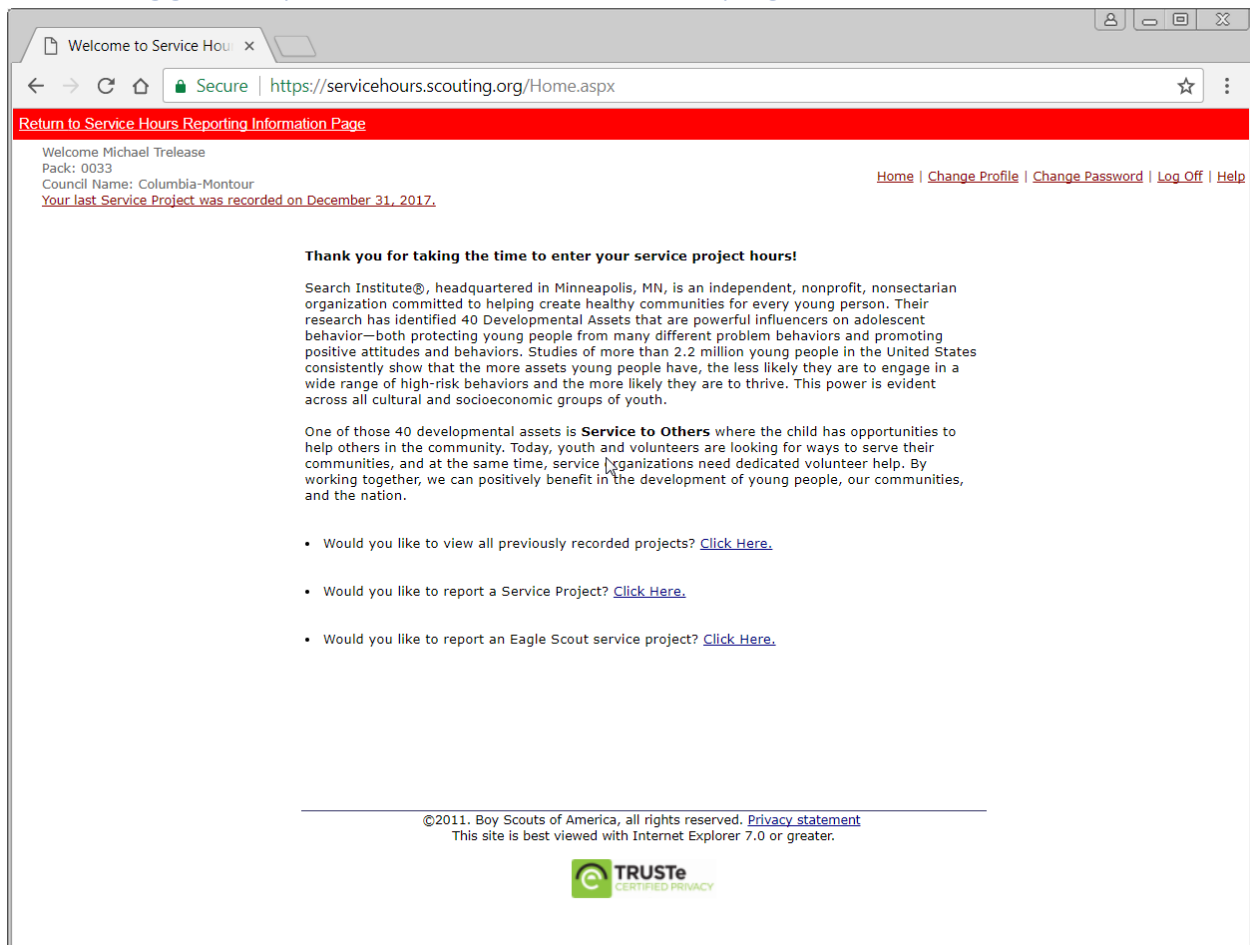 Welcome to Service Hou
Secure | https://servicehours.scouting.org/Home.aspx
Return to Service Hours Reporting Information Page
Welcome Michael Trelease
Pack: 0033
Council Name: Columbia-Montour
Your last Service Project was recorded on December 31, 2017.
Home | Change Profile | Change Password | Log Off | Help
Thank you for taking the time to enter your service project hours!
Search Institute®, headquartered in Minneapolis, MN, is an independent, nonprofit, nonsectarian
organization committed to helping create healthy communities for every young person. Their
research has identified 40 Developmental Assets that are powerful influencers on adolescent
behavior—both protecting young people from many different problem behaviors and promoting
positive attitudes and behaviors. Studies of more than 2.2 million young people in the United States
consistently show that the more assets young people have, the less likely they are to engage in a
wide range of high-risk behaviors and the more likely they are to thrive. This power is evident
across all cultural and socioeconomic groups of youth.
One of those 40 developmental assets is Service to Others where the child has opportunities to
help others in the community. Today, youth and volunteers are looking for ways to serve their
communities, and at the same time, service organizations need dedicated volunteer help. By
working together, we can positively benefit in the development of young people, our communities,
and the nation.
• Would you like to view all previously recorded projects? Click Here.
• Would you like to report a Service Project? Click Here.
• Would you like to report an Eagle Scout service project? Click Here.
©2011. Boy Scouts of America, all rights reserved. Privacy statement
This site is best viewed with Internet Explorer 7.0 or greater.
TRUSTe
CERTIFIED PRIVACY